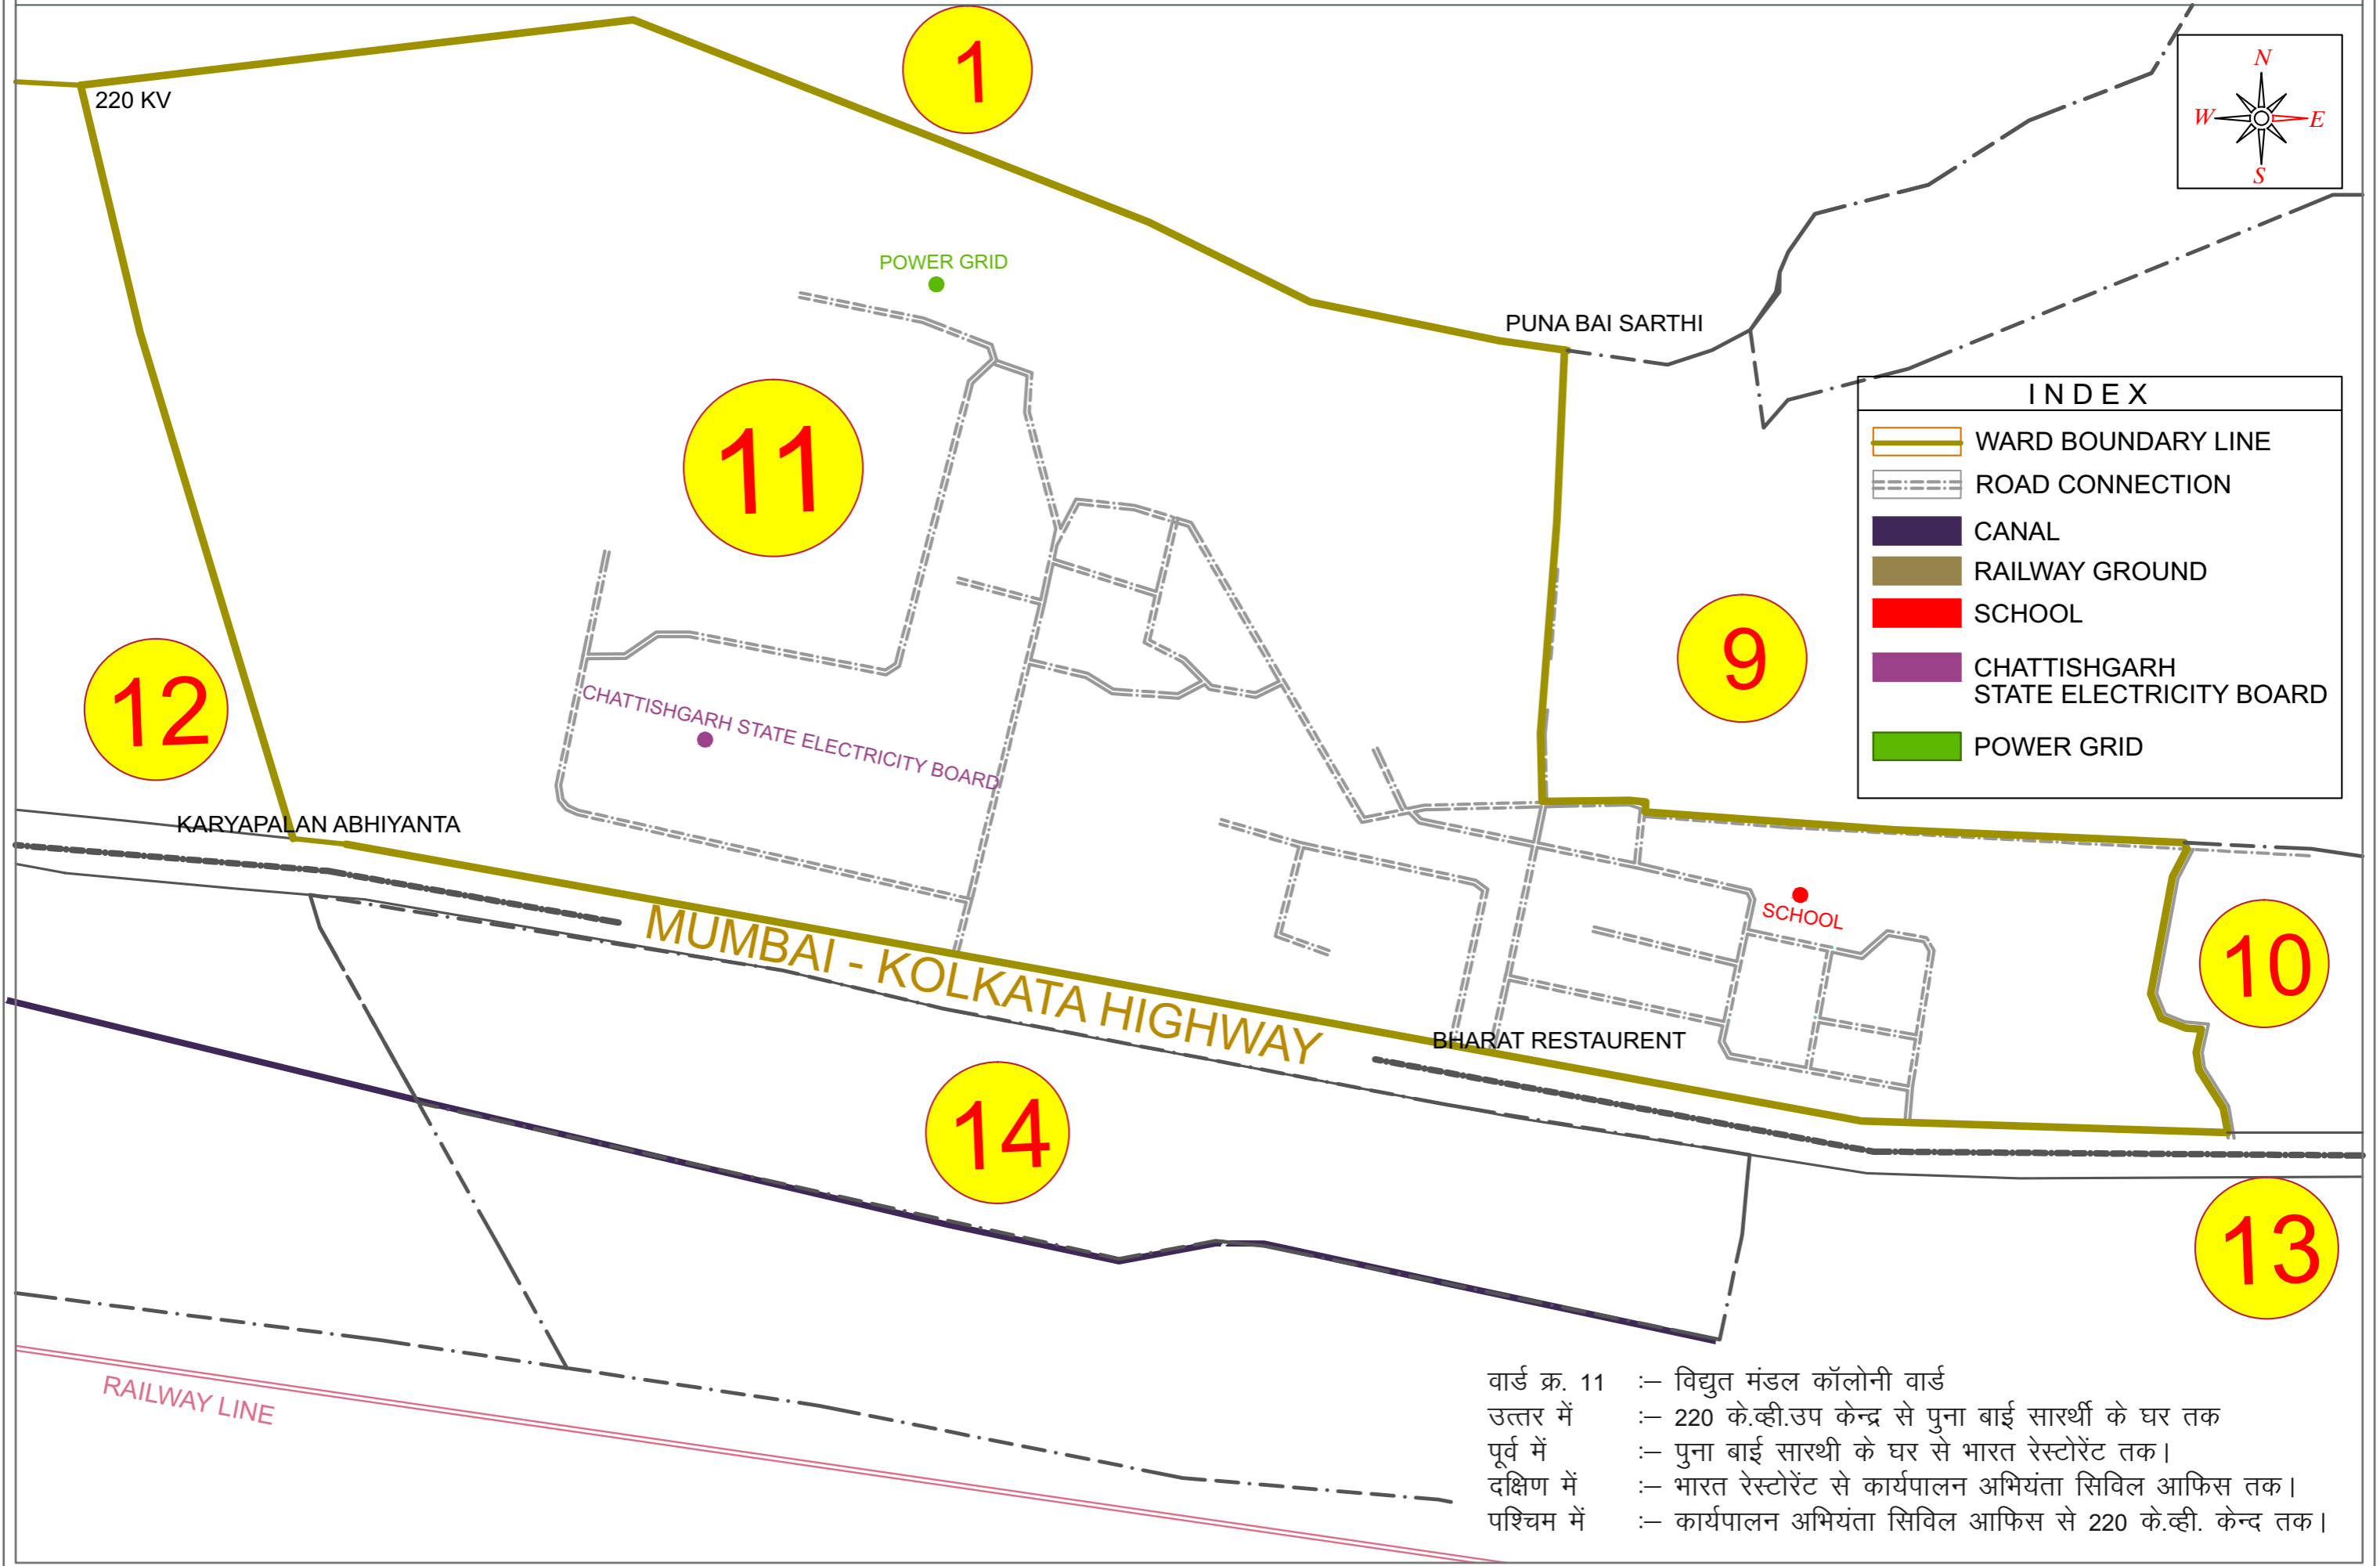 1
N
W
E
S
220 KV
POWER GRID
PUNA BAI SARTHI
INDEX
WARD BOUNDARY LINE
ROAD CONNECTION
CANAL
RAILWAY GROUND
SCHOOL
CHATTISHGARH
STATE ELECTRICITY BOARD
POWER GRID
11
9
12
CHATTISHGARH STATE ELECTRICITY BOARD
KARYAPALAN ABHIYANTA
SCHOOL
10
MUMBAI - KOLKATA HIGHWAY
BHARAT RESTAURENT
14
13
RAILWAY LINE
वार्ड क्र. 11 :– विद्युत मंडल कॉलोनी वार्ड
उत्तर में :– 220 के.व्ही.उप केन्द्र से पुना बाई सारर्थी के घर तक
पूर्व में :– पुना बाई सारथी के घर से भारत रेस्टोरेंट तक।
दक्षिण में :– भारत रेस्टोरेंट से कार्यपालन अभियंता सिविल आफिस तक।
पश्चिम में :– कार्यपालन अभियंता सिविल आफिस से 220 के.व्ही. केन्द तक।